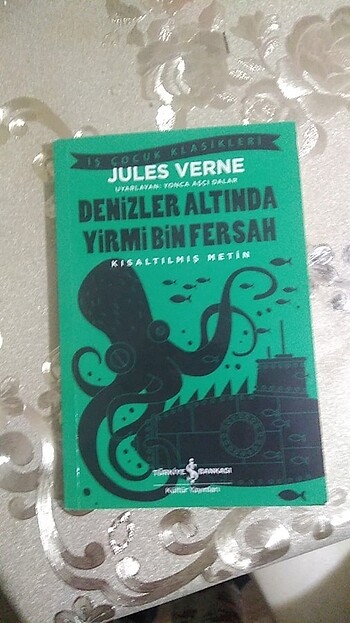 İŞ ÇOCUK KLASİKLERİ
JULES VERNE
UYARLAYAN: YONCA AŞÇI DALAR
DENİZLER ALTINDA
YİRMİ BİN FERSAH
KISALTILMIŞ METİN
TÜRKİYE İŞ BANKASI
Kültür Yayınları